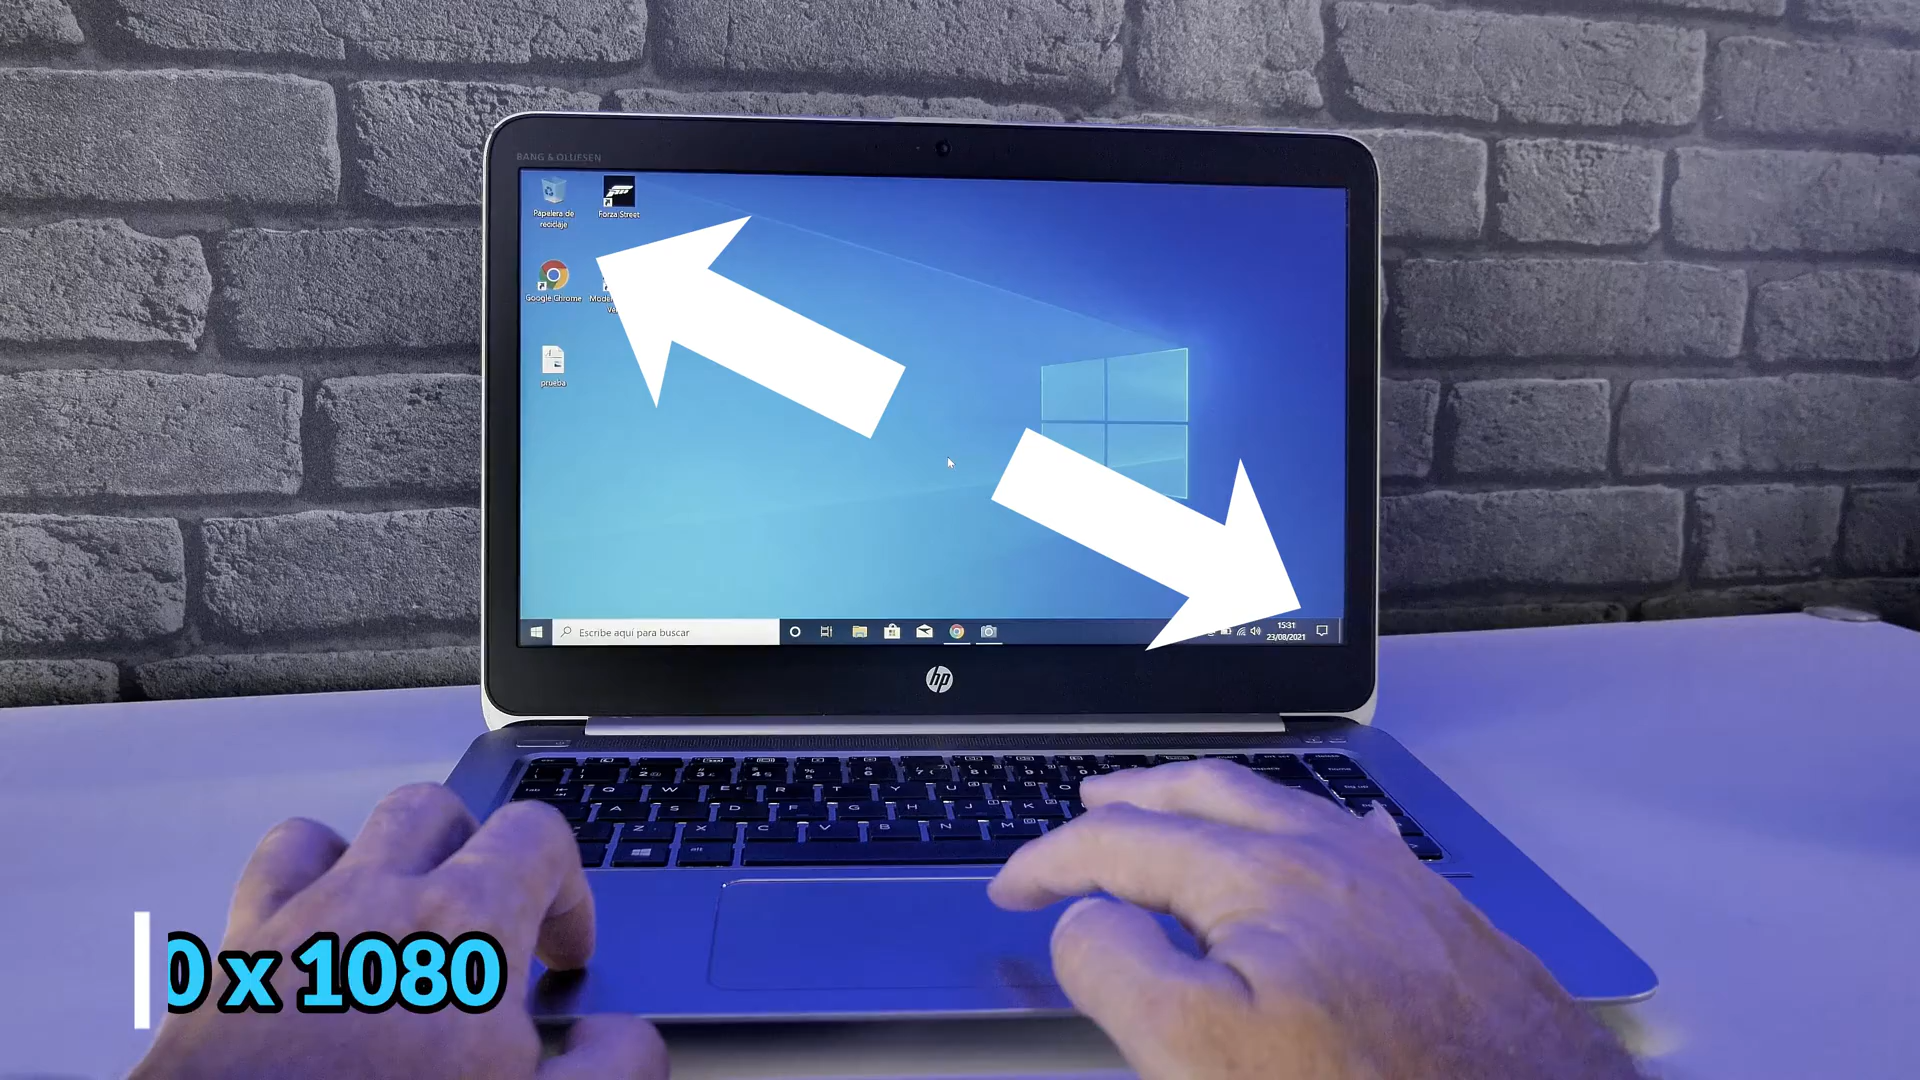 BANG & OLUFSEN
Papelera de
reciclaje
Forza Street
Google Chrome
prueba
Escribe aquí para buscar
15:31
23/08/2021
hp
Q W E R T Y U
A S D F G H J K
Z X C V B N M
0 x 1080